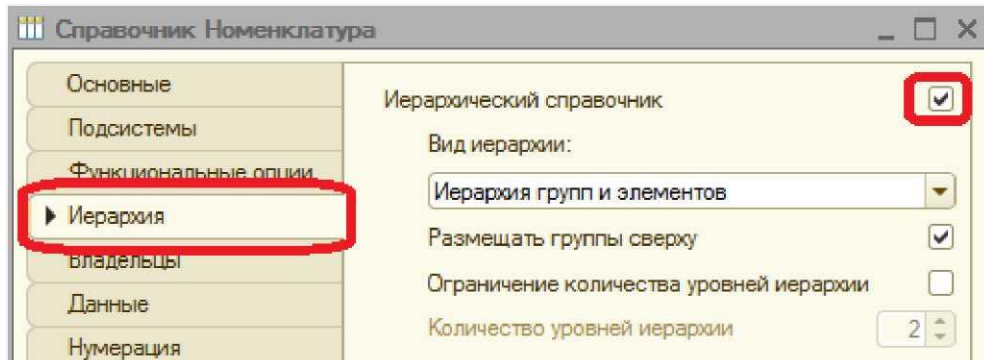 Справочник Номенклатура
Основные
Подсистемы
Функциональные опции
Иерархия
Владельцы
Данные
Нумерация
Иерархический справочник
Вид иерархии:
Иерархия групп и элементов
Размещать группы сверху
Ограничение количества уровней иерархии
Количество уровней иерархии 2